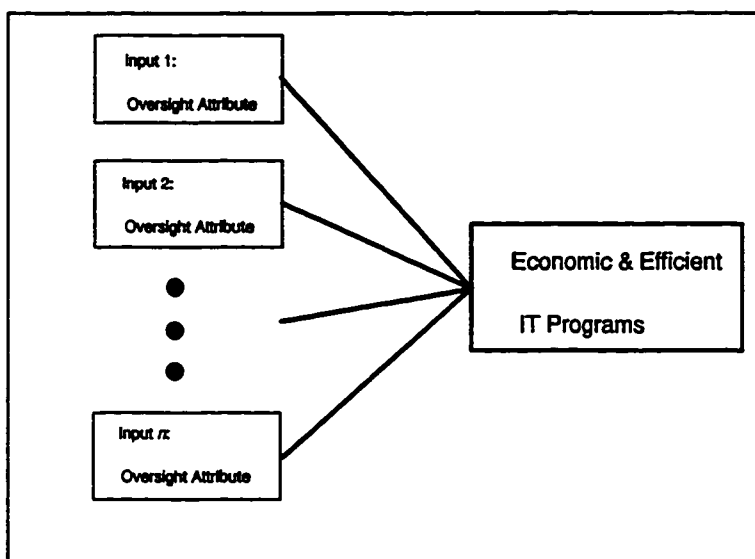 Input 1:
Oversight Attribute
Input 2:
Oversight Attribute
Input n:
Oversight Attribute
Economic & Efficient
IT Programs